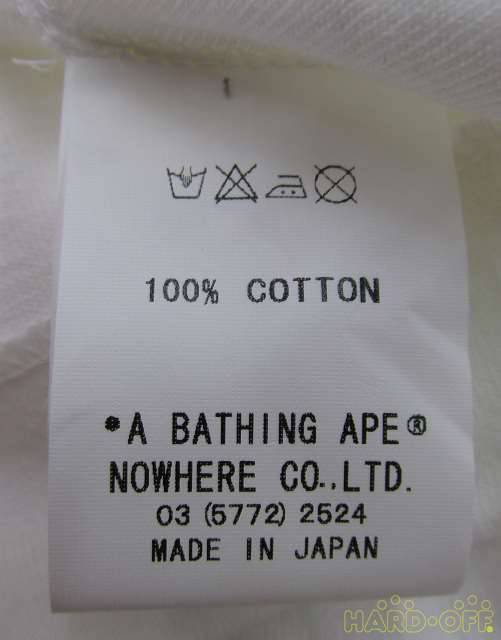 100% COTTON
*A BATHING APE®
NOWHERE CO.,LTD.
03 (5772) 2524
MADE IN JAPAN
HARD-OFF